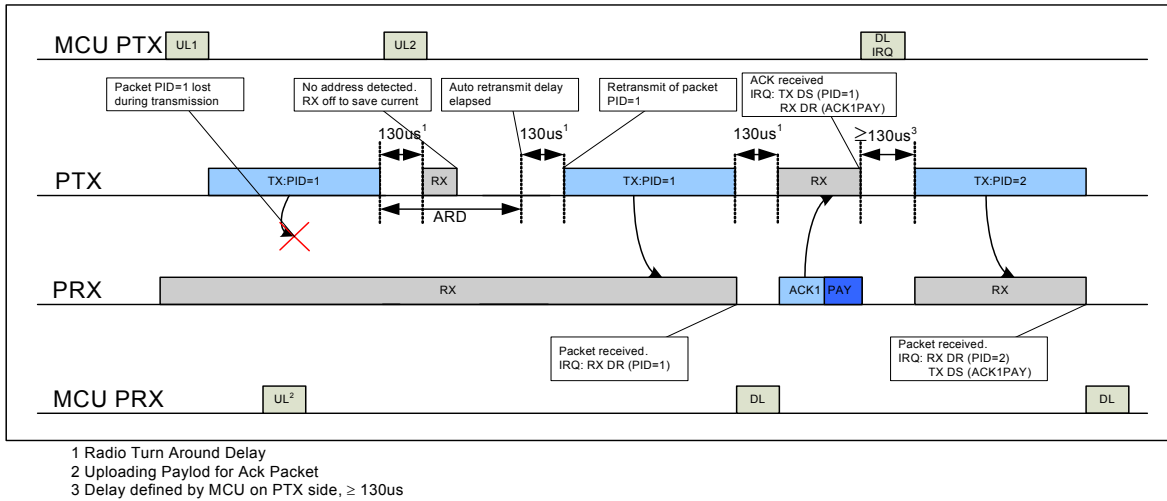 MCU PTX
UL1
UL2
DL
IRQ
Packet PID=1 lost
during transmission
No address detected.
RX off to save current
Auto retransmit delay
elapsed
Retransmit of packet
PID=1
ACK received
IRQ: TX DS (PID=1)
RX DR (ACK1PAY)
130us1
130us1
130us1
≥130us3
PTX
TX:PID=1
RX
TX:PID=1
RX
TX:PID=2
ARD
PRX
RX
ACK1
PAY
RX
Packet received.
IRQ: RX DR (PID=1)
Packet received.
IRQ: RX DR (PID=2)
TX DS (ACK1PAY)
MCU PRX
UL2
DL
DL
1 Radio Turn Around Delay
2 Uploading Paylod for Ack Packet
3 Delay defined by MCU on PTX side, ≥ 130us